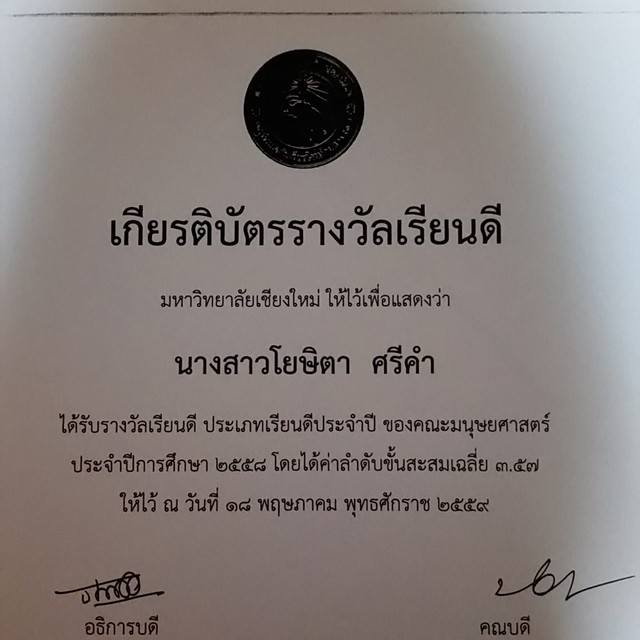 เกียรติบัตรรางวัลเรียนดี
มหาวิทยาลัยเชียงใหม่ ให้ไว้เพื่อแสดงว่า
นางสาวโยษิตา ศรีคำ
ได้รับรางวัลเรียนดี ประเภทเรียนดีประจำปี ของคณะมนุษยศาสตร์
ประจำปีการศึกษา ๒๕๕๘ โดยได้ค่าลำดับขั้นสะสมเฉลี่ย ๓.๕๗
ให้ไว้ ณ วันที่ ๑๘ พฤษภาคม พุทธศักราช ๒๕๕๙
อธิการบดี
คณบดี